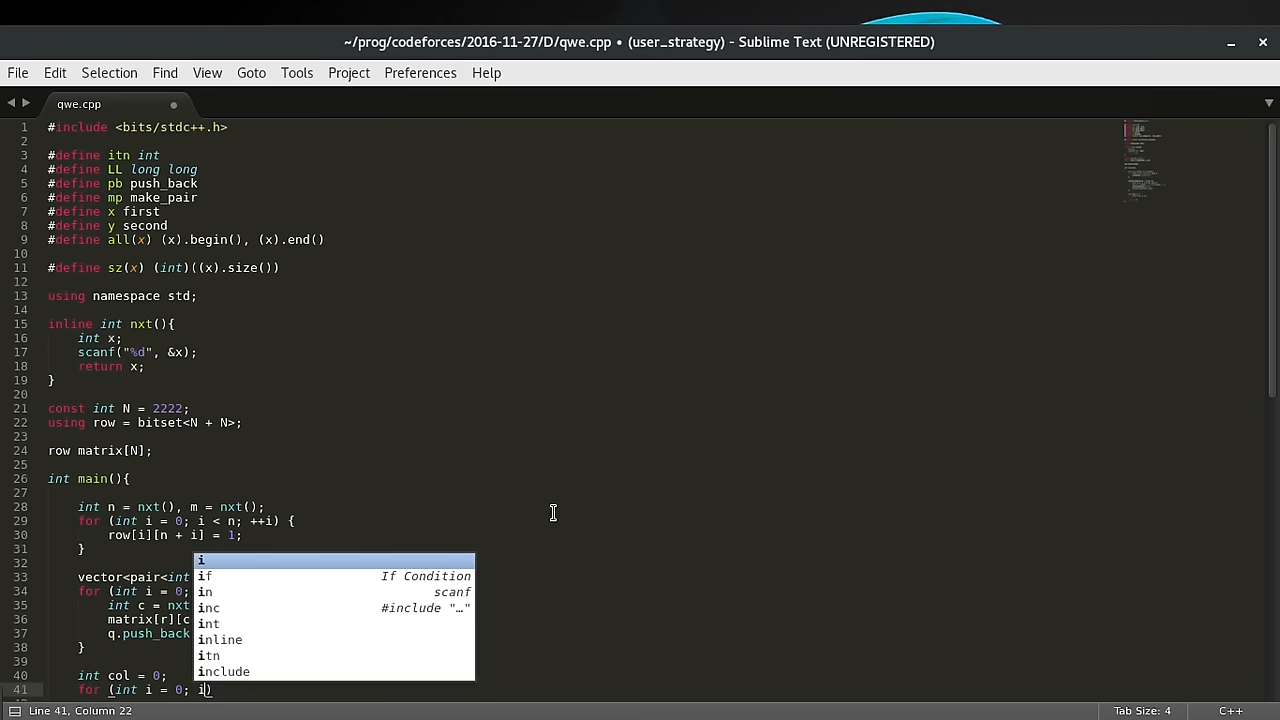 ~/prog/codeforces/2016-11-27/D/qwe.cpp • (user_strategy) - Sublime Text (UNREGISTERED)
File Edit Selection Find View Goto Tools Project Preferences Help
qwe.cpp
1 #include <bits/stdc++.h>
2
3 #define itn int
4 #define LL long long
5 #define pb push_back
6 #define mp make_pair
7 #define x first
8 #define y second
9 #define all(x) (x).begin(), (x).end()
10
11 #define sz(x) (int)((x).size())
12
13 using namespace std;
14
15 inline int nxt(){
16 int x;
17 scanf("%d", &x);
18 return x;
19 }
20
21 const int N = 2222;
22 using row = bitset<N + N>;
23
24 row matrix[N];
25
26 int main(){
27
28 int n = nxt(), m = nxt();
29 for (int i = 0; i < n; ++i) {
30 row[i][n + i] = 1;
31 }
32
33 vector<pair<int
34 for (int i = 0;
35 int c = nxt
36 matrix[r][c
37 q.push_back
38 }
39
40 int col = 0;
41 for (int i = 0; i)
i
if If Condition
in scanf
inc #include "…"
int
inline
itn
include
Line 41, Column 22 Tab Size: 4 C++